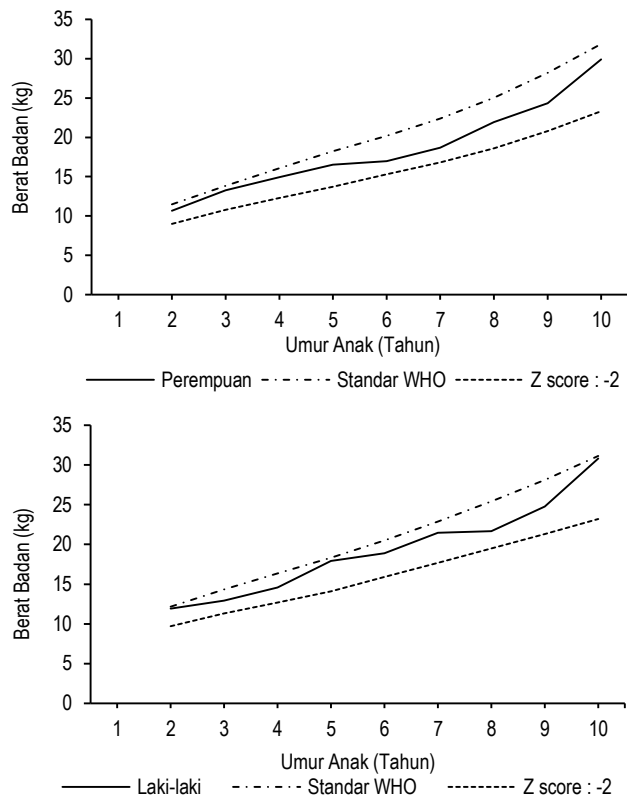 35
30
25
20
15
10
5
0
Berat Badan (kg)
1 2 3 4 5 6 7 8 9 10
Umur Anak (Tahun)
Perempuan Standar WHO Z score : -2
35
30
25
20
15
10
5
0
Berat Badan (kg)
1 2 3 4 5 6 7 8 9 10
Umur Anak (Tahun)
Laki-laki Standar WHO Z score : -2